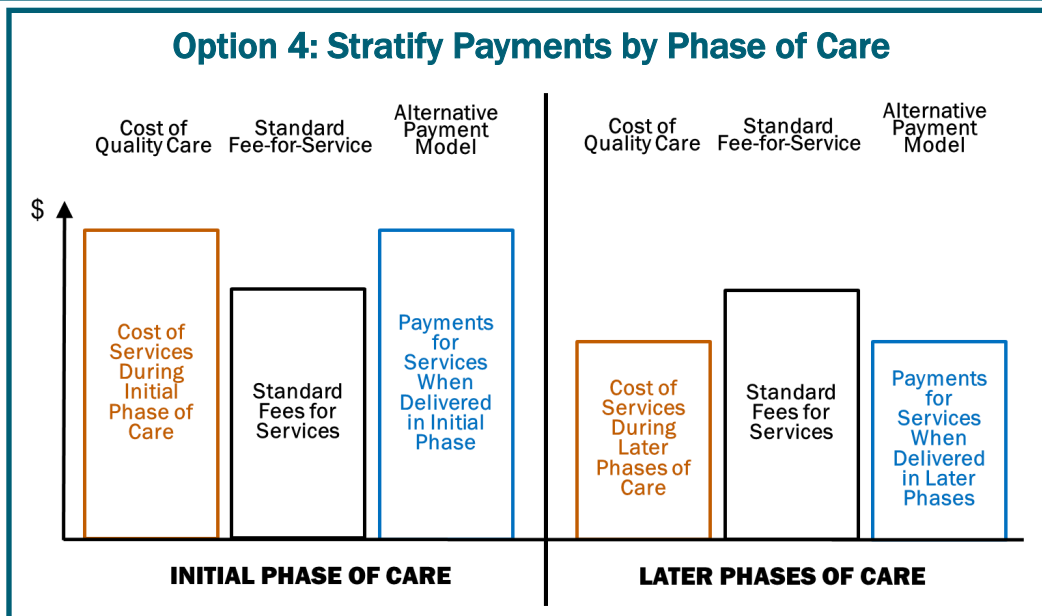 Option 4: Stratify Payments by Phase of Care
Cost of
Quality Care
Standard
Fee-for-Service
Alternative
Payment
Model
Cost of
Quality Care
Standard
Fee-for-Service
Alternative
Payment
Model
$
Cost of
Services
During
Initial
Phase of
Care
Standard
Fees for
Services
Payments
for
Services
When
Delivered
in Initial
Phase
Cost of
Services
During
Later
Phases of
Care
Standard
Fees for
Services
Payments
for
Services
When
Delivered
in Later
Phases
INITIAL PHASE OF CARE
LATER PHASES OF CARE